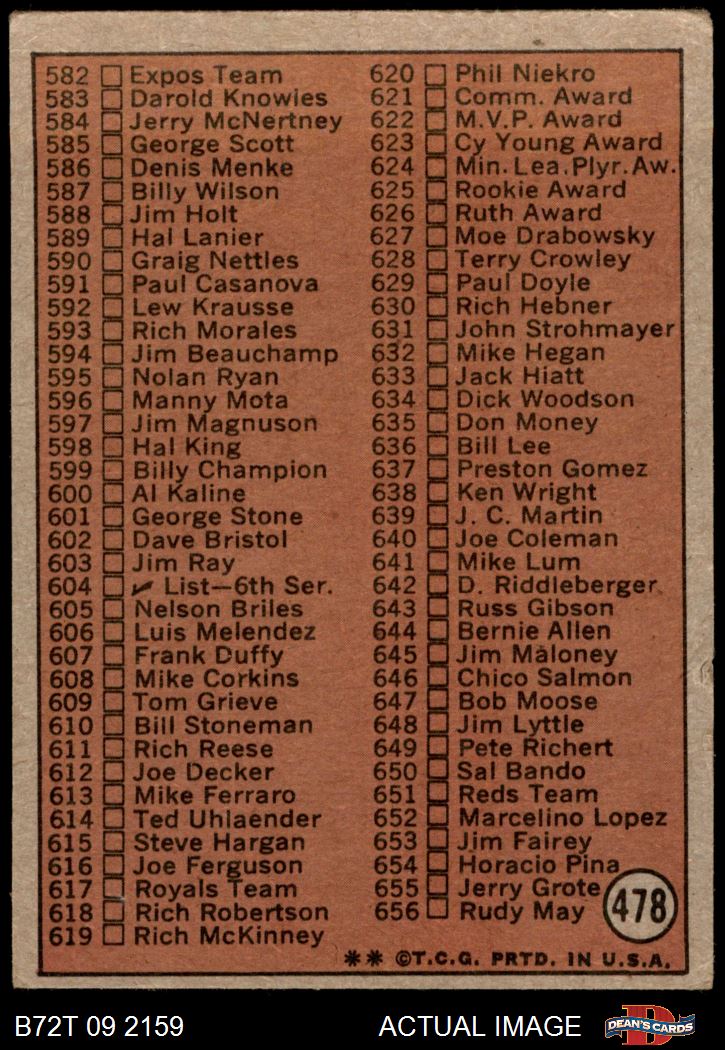 582 Expos Team
583 Darold Knowles
584 Jerry McNertney
585 George Scott
586 Denis Menke
587 Billy Wilson
588 Jim Holt
589 Hal Lanier
590 Graig Nettles
591 Paul Casanova
592 Lew Krausse
593 Rich Morales
594 Jim Beauchamp
595 Nolan Ryan
596 Manny Mota
597 Jim Magnuson
598 Hal King
599 Billy Champion
600 Al Kaline
601 George Stone
602 Dave Bristol
603 Jim Ray
604 List—6th Ser.
605 Nelson Briles
606 Luis Melendez
607 Frank Duffy
608 Mike Corkins
609 Tom Grieve
610 Bill Stoneman
611 Rich Reese
612 Joe Decker
613 Mike Ferraro
614 Ted Uhlaender
615 Steve Hargan
616 Joe Ferguson
617 Royals Team
618 Rich Robertson
619 Rich McKinney
620 Phil Niekro
621 Comm. Award
622 M.V.P. Award
623 Cy Young Award
624 Min.Lea.Plyr.Aw.
625 Rookie Award
626 Ruth Award
627 Moe Drabowsky
628 Terry Crowley
629 Paul Doyle
630 Rich Hebner
631 John Strohmayer
632 Mike Hegan
633 Jack Hiatt
634 Dick Woodson
635 Don Money
636 Bill Lee
637 Preston Gomez
638 Ken Wright
639 J. C. Martin
640 Joe Coleman
641 Mike Lum
642 D. Riddleberger
643 Russ Gibson
644 Bernie Allen
645 Jim Maloney
646 Chico Salmon
647 Bob Moose
648 Jim Lyttle
649 Pete Richert
650 Sal Bando
651 Reds Team
652 Marcelino Lopez
653 Jim Fairey
654 Horacio Pina
655 Jerry Grote
656 Rudy May
478
** ©T.C.G. PRTD. IN U.S.A.
B72T 09 2159 ACTUAL IMAGE
D
DEAN'S CARDS